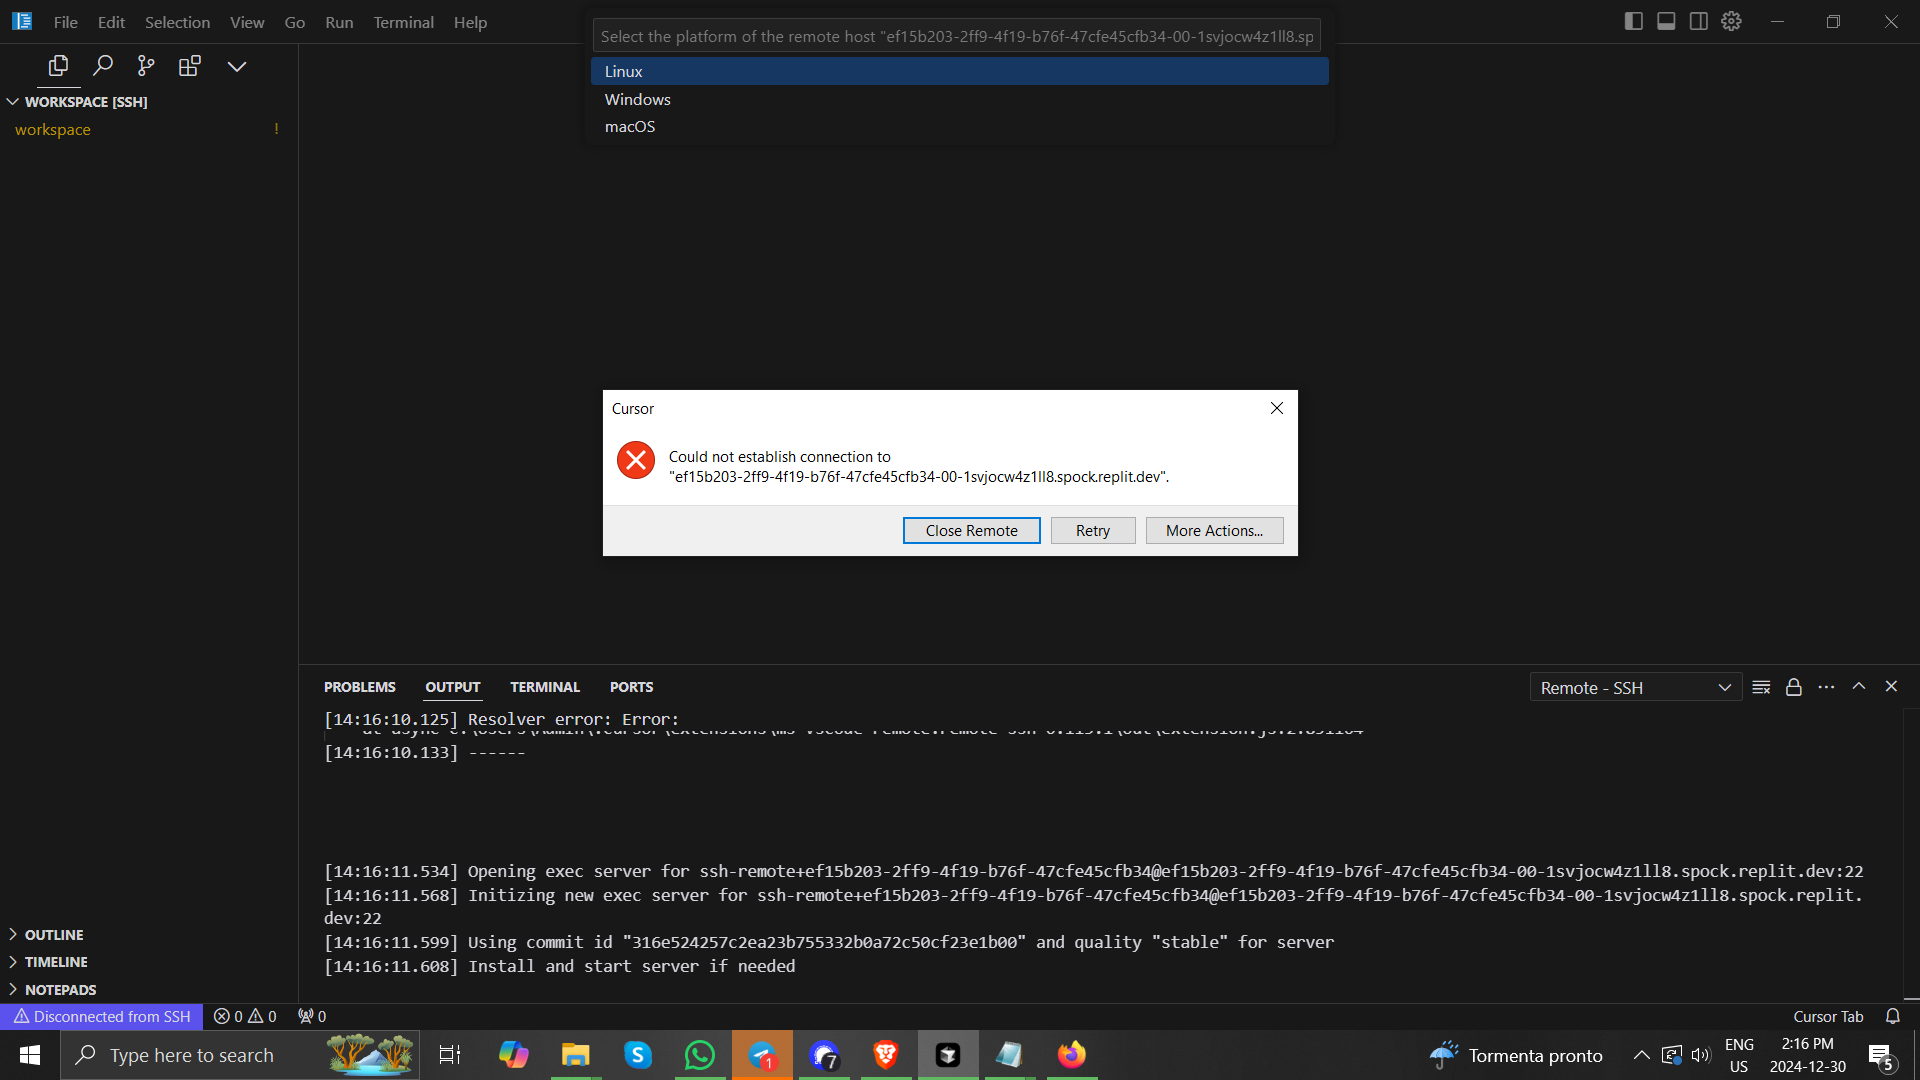 File Edit Selection View Go Run Terminal Help
Select the platform of the remote host "ef15b203-2ff9-4f19-b76f-47cfe45cfb34-00-1svjocw4z1ll8.sp
Linux
Windows
macOS
WORKSPACE [SSH]
workspace !
Cursor
Could not establish connection to
"ef15b203-2ff9-4f19-b76f-47cfe45cfb34-00-1svjocw4z1ll8.spock.replit.dev".
Close Remote Retry More Actions...
PROBLEMS OUTPUT TERMINAL PORTS Remote - SSH
[14:16:10.125] Resolver error: Error:
[14:16:10.133] ------
[14:16:11.534] Opening exec server for ssh-remote+ef15b203-2ff9-4f19-b76f-47cfe45cfb34@ef15b203-2ff9-4f19-b76f-47cfe45cfb34-00-1svjocw4z1ll8.spock.replit.dev:22
[14:16:11.568] Initizing new exec server for ssh-remote+ef15b203-2ff9-4f19-b76f-47cfe45cfb34@ef15b203-2ff9-4f19-b76f-47cfe45cfb34-00-1svjocw4z1ll8.spock.replit.
dev:22
[14:16:11.599] Using commit id "316e524257c2ea23b755332b0a72c50cf23e1b00" and quality "stable" for server
[14:16:11.608] Install and start server if needed
OUTLINE
TIMELINE
NOTEPADS
Disconnected from SSH 0 0 0 Cursor Tab
Type here to search
1
7
Tormenta pronto
ENG
US
2:16 PM
2024-12-30
5